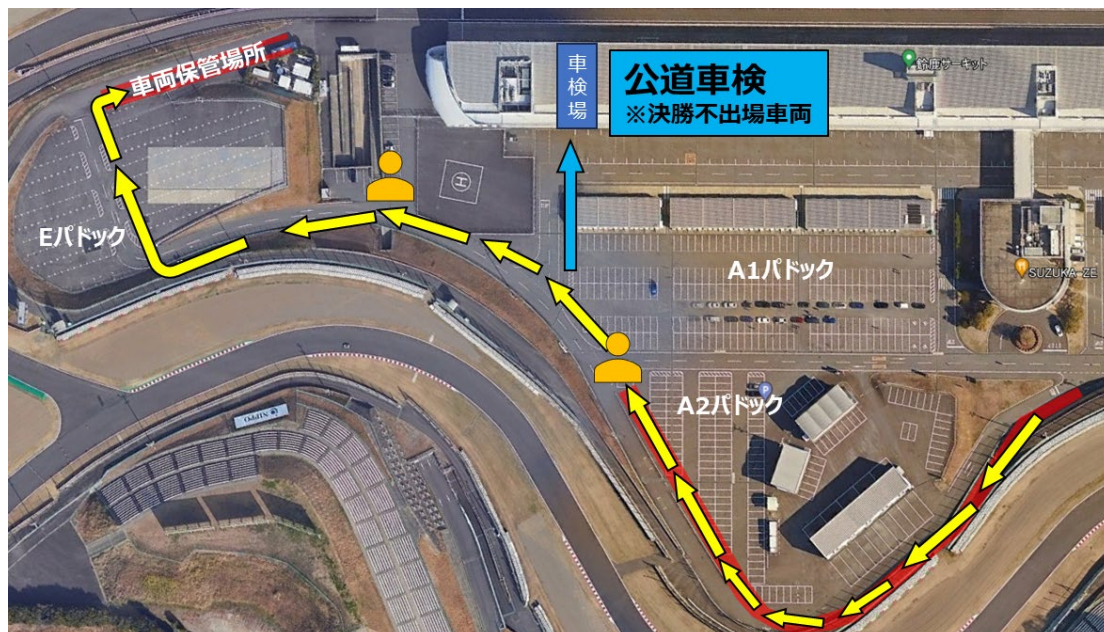 車両保管場所
車検場
公道車検
※決勝不出場車両
鈴鹿サーキット
Eパドック
A1パドック
SUZUKA-ZE
A2パドック
P
H
NIPPO